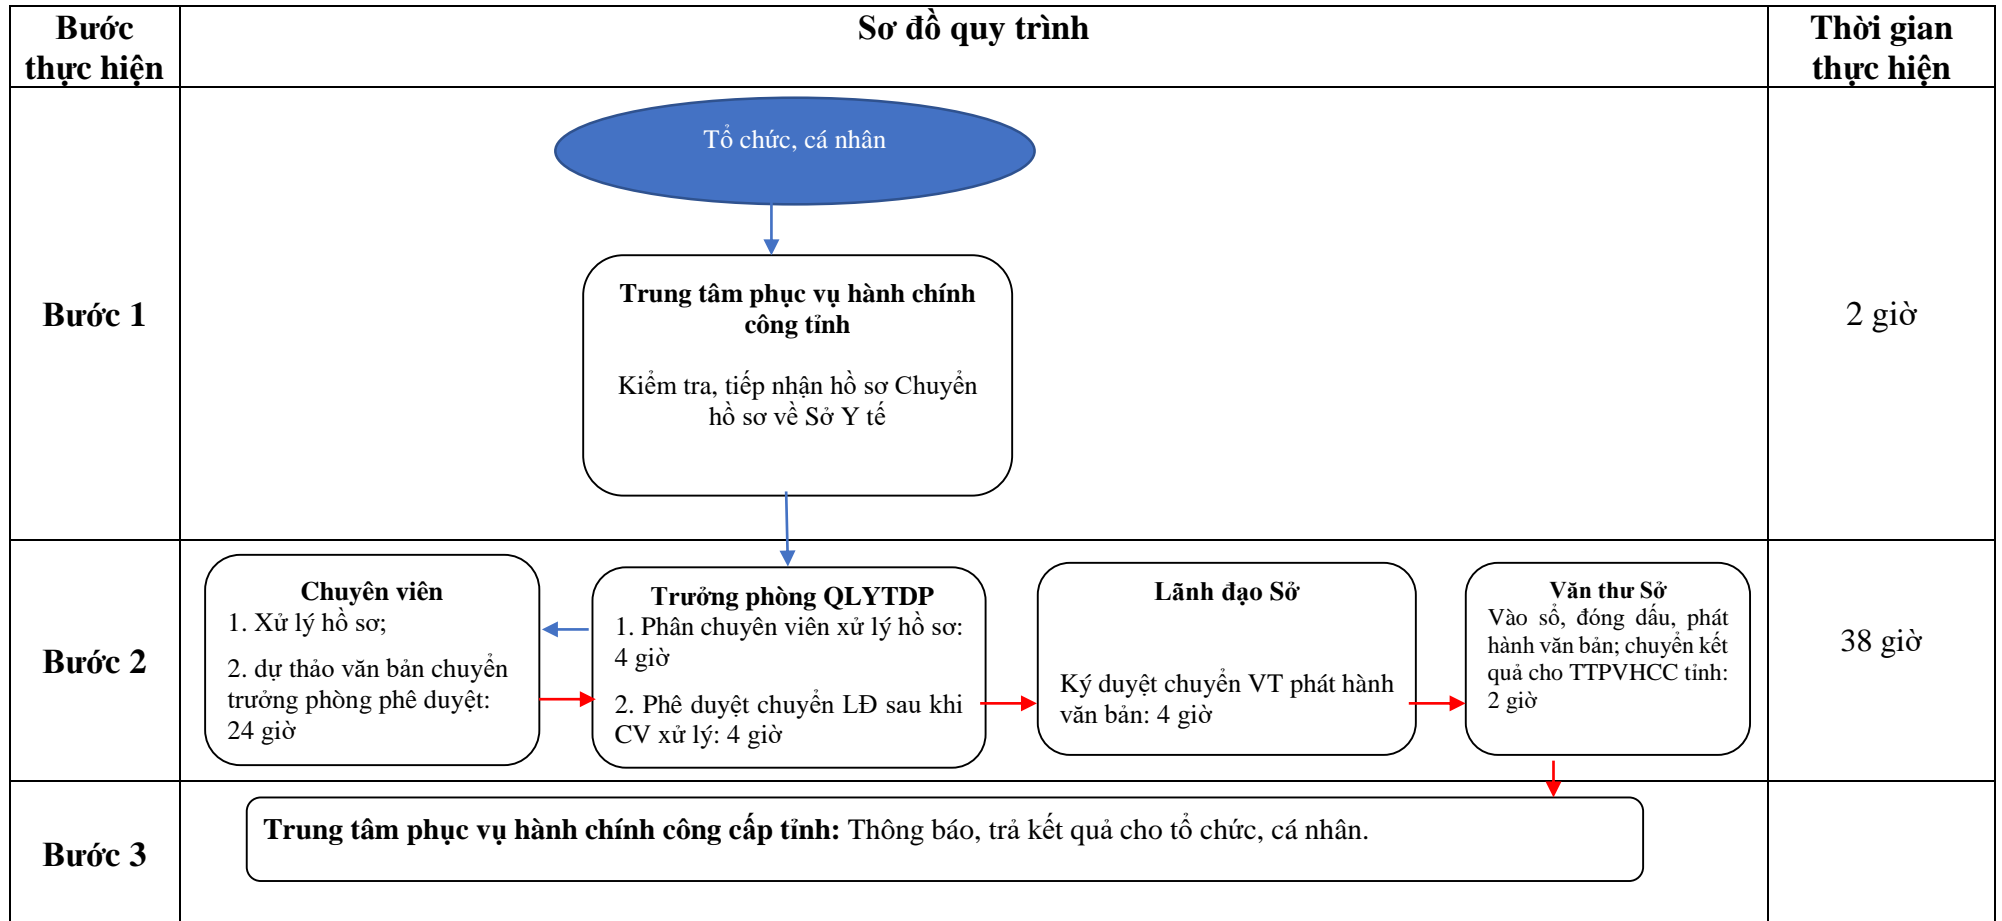 Bước
thực hiện
Sơ đồ quy trình
Thời gian
thực hiện
Bước 1
Tổ chức, cá nhân
Trung tâm phục vụ hành chính
công tỉnh
Kiểm tra, tiếp nhận hồ sơ Chuyển
hồ sơ về Sở Y tế
2 giờ
Bước 2
Chuyên viên
1. Xử lý hồ sơ;
2. dự thảo văn bản chuyển
trưởng phòng phê duyệt:
24 giờ
Trưởng phòng QLYTDP
1. Phân chuyên viên xử lý hồ sơ:
4 giờ
2. Phê duyệt chuyển LĐ sau khi
CV xử lý: 4 giờ
Lãnh đạo Sở
Ký duyệt chuyển VT phát hành
văn bản: 4 giờ
Văn thư Sở
Vào sổ, đóng dấu, phát
hành văn bản; chuyển kết
quả cho TTPVHCC tỉnh:
2 giờ
38 giờ
Bước 3
Trung tâm phục vụ hành chính công cấp tỉnh: Thông báo, trả kết quả cho tổ chức, cá nhân.